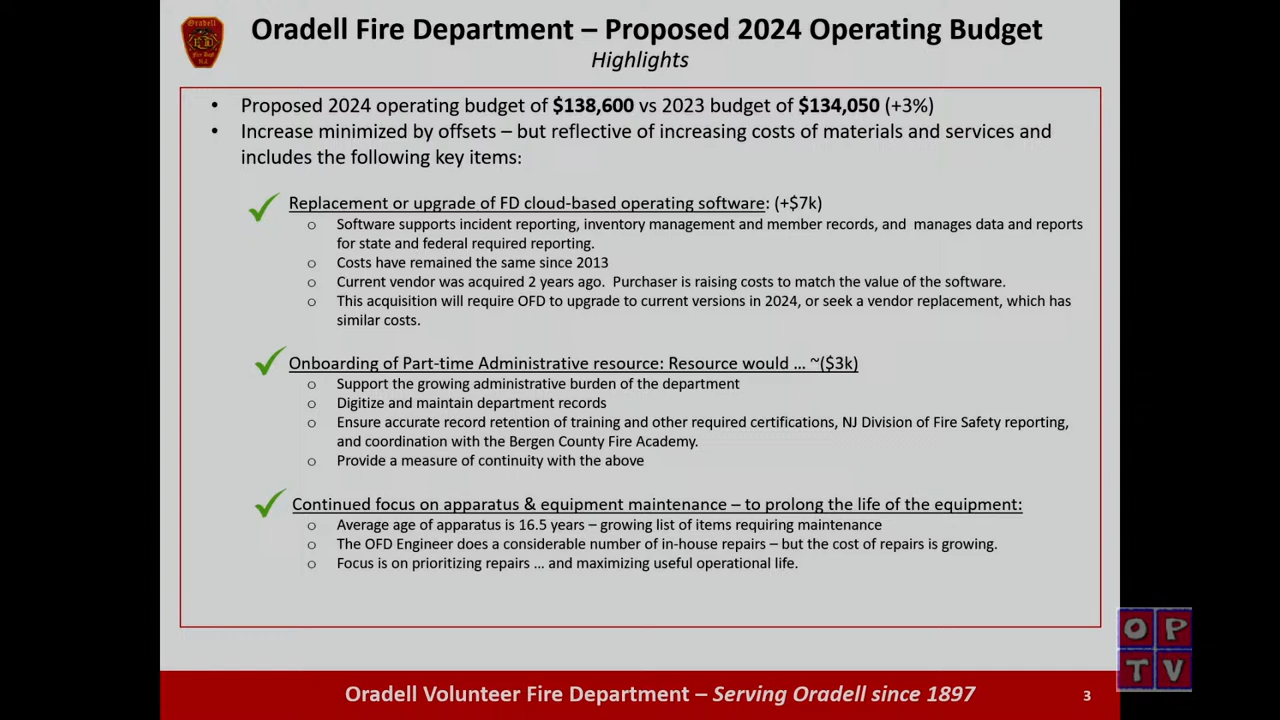 Oradell Fire Department – Proposed 2024 Operating Budget
Highlights
Oradell
Fire Dept
N.J.
• Proposed 2024 operating budget of $138,600 vs 2023 budget of $134,050 (+3%)
• Increase minimized by offsets – but reflective of increasing costs of materials and services and
includes the following key items:
Replacement or upgrade of FD cloud-based operating software: (+$7k)
o Software supports incident reporting, inventory management and member records, and manages data and reports
for state and federal required reporting.
o Costs have remained the same since 2013
o Current vendor was acquired 2 years ago. Purchaser is raising costs to match the value of the software.
o This acquisition will require OFD to upgrade to current versions in 2024, or seek a vendor replacement, which has
similar costs.
Onboarding of Part-time Administrative resource: Resource would … ~($3k)
o Support the growing administrative burden of the department
o Digitize and maintain department records
o Ensure accurate record retention of training and other required certifications, NJ Division of Fire Safety reporting,
and coordination with the Bergen County Fire Academy.
o Provide a measure of continuity with the above
Continued focus on apparatus & equipment maintenance – to prolong the life of the equipment:
o Average age of apparatus is 16.5 years – growing list of items requiring maintenance
o The OFD Engineer does a considerable number of in-house repairs – but the cost of repairs is growing.
o Focus is on prioritizing repairs … and maximizing useful operational life.
O P
T V
Oradell Volunteer Fire Department – Serving Oradell since 1897
3